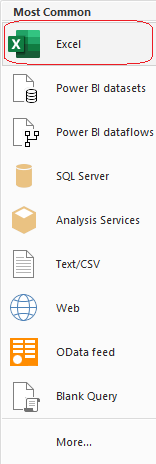 Most Common
Excel
Power BI datasets
Power BI dataflows
SQL Server
Analysis Services
Text/CSV
Web
OData feed
Blank Query
More...